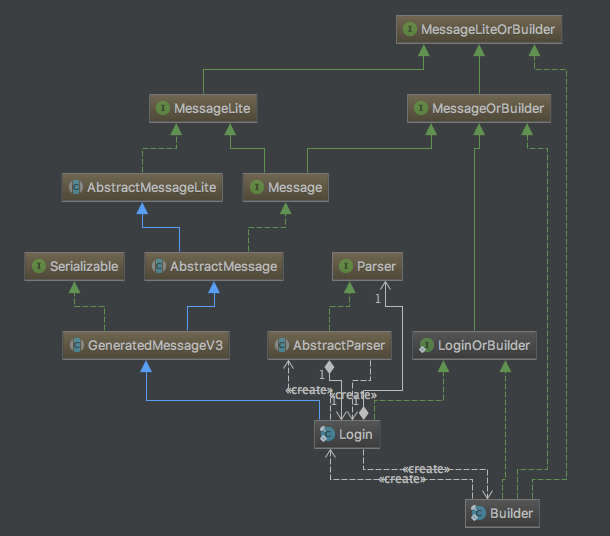 MessageLiteOrBuilder
MessageLite
MessageOrBuilder
AbstractMessageLite
Message
Serializable
AbstractMessage
Parser
1
GeneratedMessageV3
AbstractParser
LoginOrBuilder
1
«create»
«create»
1
1
Login
«create»
«create»
Builder